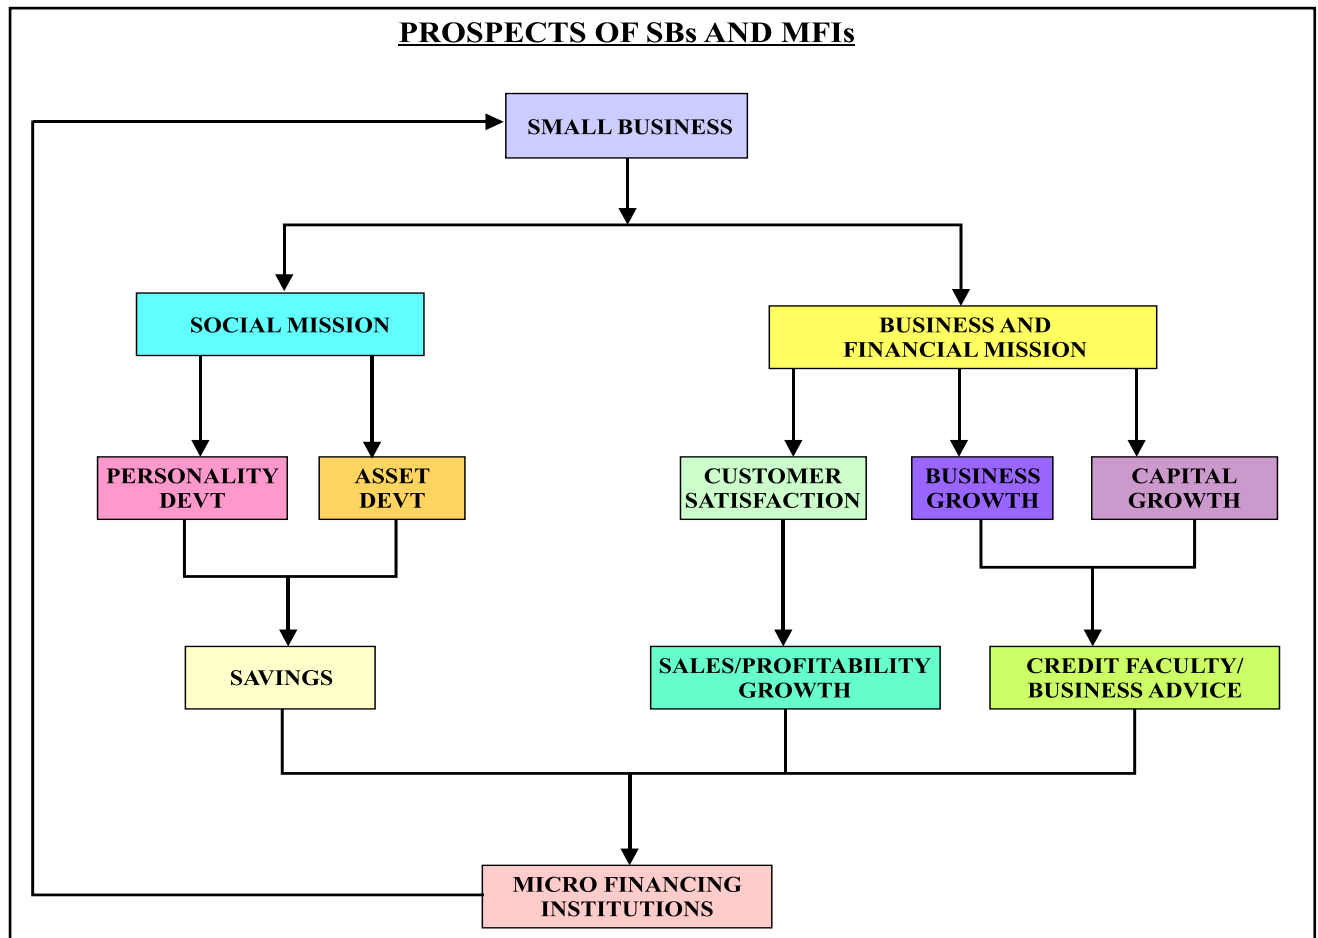 PROSPECTS OF SBs AND MFIs
SMALL BUSINESS
SOCIAL MISSION
BUSINESS AND
FINANCIAL MISSION
PERSONALITY
DEVT
ASSET
DEVT
CUSTOMER
SATISFACTION
BUSINESS
GROWTH
CAPITAL
GROWTH
SAVINGS
SALES/PROFITABILITY
GROWTH
CREDIT FACULTY/
BUSINESS ADVICE
MICRO FINANCING
INSTITUTIONS